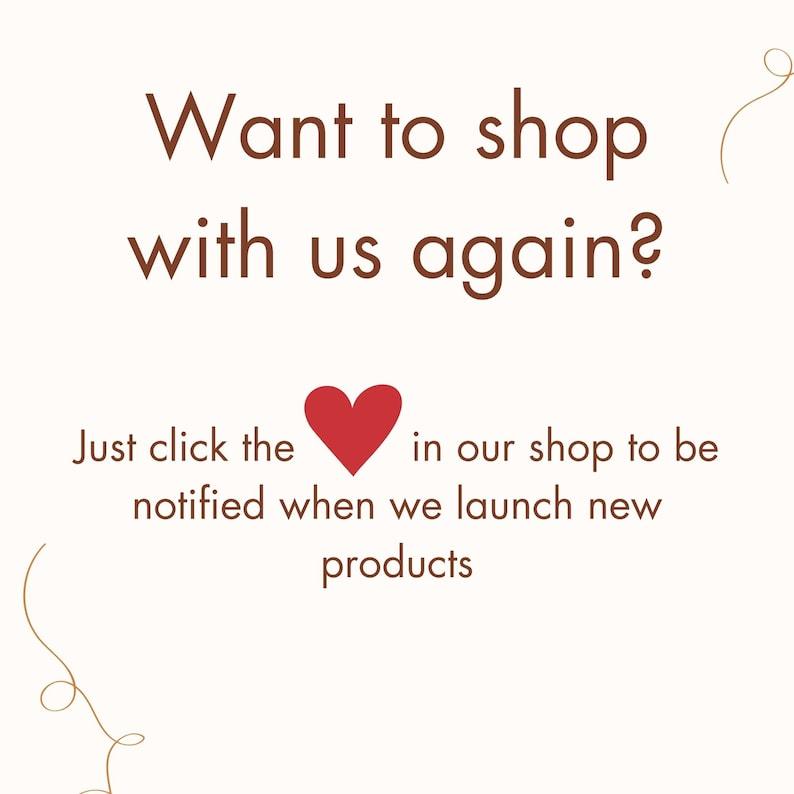 Want to shop
with us again?
Just click the ♥ in our shop to be
notified when we launch new
products